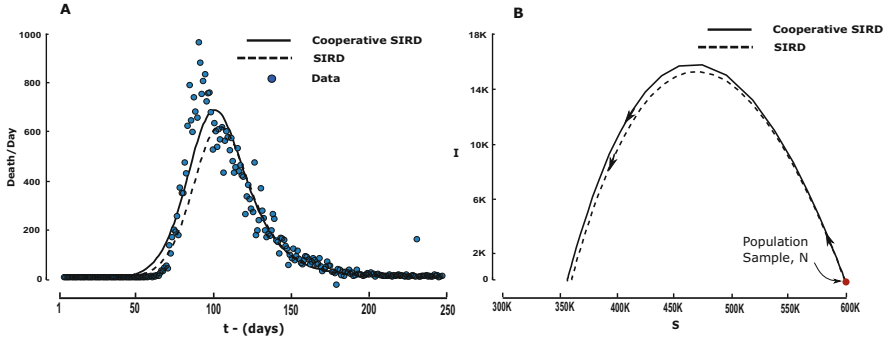 A
1000
800
600
400
200
0
Death/Day
1
50
100
150
200
250
t - (days)
Cooperative SIRD
SIRD
Data
B
18K
14K
10K
6K
2K
0
I
300K
350K
400K
450K
500K
550K
600K
S
Cooperative SIRD
SIRD
Population
Sample, N